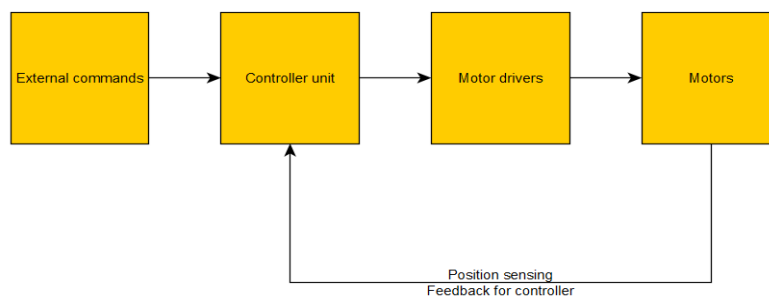 External commands
Controller unit
Motor drivers
Motors
Position sensing
Feedback for controller